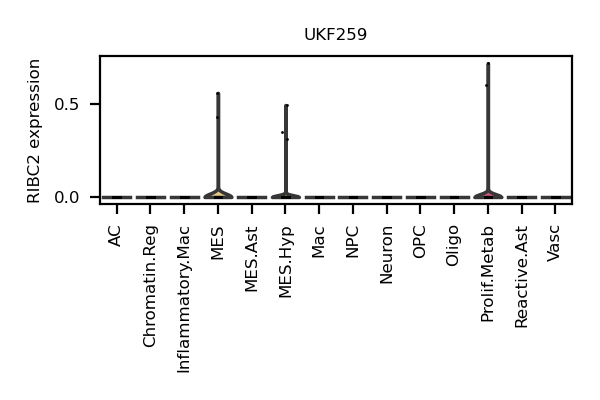 UKF259
RIBC2 expression
0.5
0.0
AC
Chromatin.Reg
Inflammatory.Mac
MES
MES.Ast
MES.Hyp
Mac
NPC
Neuron
OPC
Oligo
Prolif.Metab
Reactive.Ast
Vasc